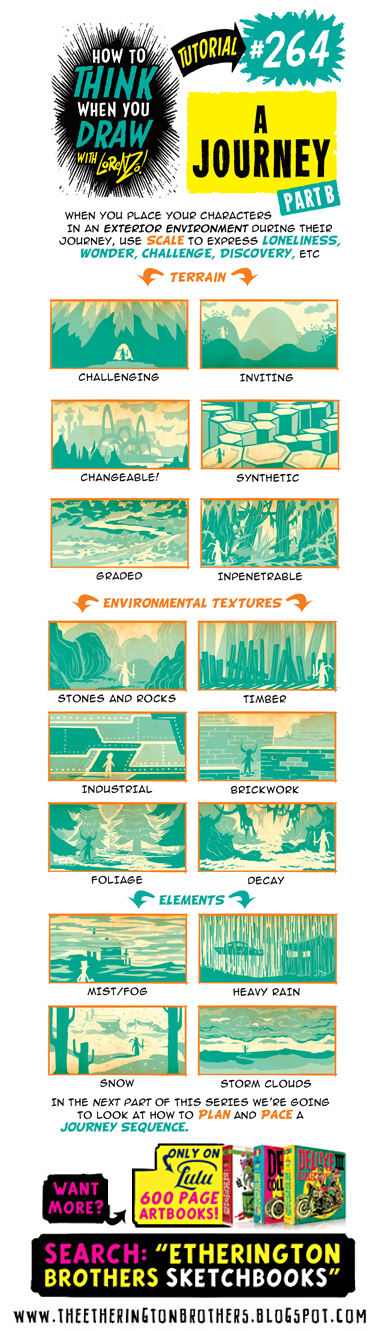 HOW TO
THINK
WHEN YOU
DRAW
WITH LORENZO!
TUTORIAL
#264
A
JOURNEY
PART B
WHEN YOU PLACE YOUR CHARACTERS
IN AN EXTERIOR ENVIRONMENT DURING THEIR
JOURNEY, USE SCALE TO EXPRESS LONELINESS,
WONDER, CHALLENGE, DISCOVERY, ETC
TERRAIN
CHALLENGING
INVITING
CHANGEABLE!
SYNTHETIC
GRADED
INPENETRABLE
ENVIRONMENTAL TEXTURES
STONES AND ROCKS
TIMBER
INDUSTRIAL
BRICKWORK
FOLIAGE
DECAY
ELEMENTS
MIST/FOG
HEAVY RAIN
SNOW
STORM CLOUDS
IN THE NEXT PART OF THIS SERIES WE'RE GOING
TO LOOK AT HOW TO PLAN AND PACE A
JOURNEY SEQUENCE.
WANT
MORE?
ONLY ON
Lulu
600 PAGE
ARTBOOKS!
DELUXE
SEARCH: "ETHERINGTON
BROTHERS SKETCHBOOKS"
WWW.THEETHERINGTONBROTHERS.BLOGSPOT.COM